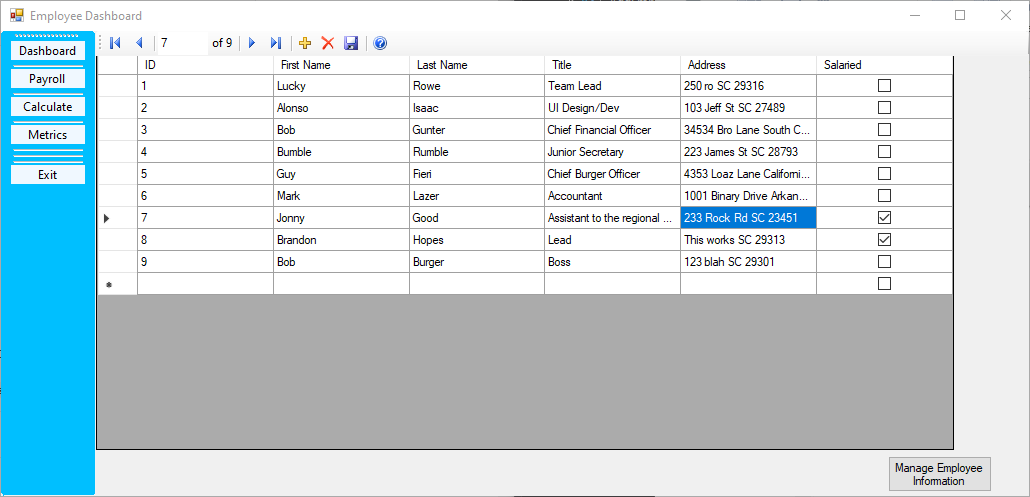 Employee Dashboard
Dashboard
Payroll
Calculate
Metrics
Exit
7 of 9
ID First Name Last Name Title Address Salaried
1 Lucky Rowe Team Lead 250 ro SC 29316
2 Alonso Isaac UI Design/Dev 103 Jeff St SC 27489
3 Bob Gunter Chief Financial Officer 34534 Bro Lane South C...
4 Bumble Rumble Junior Secretary 223 James St SC 28793
5 Guy Fieri Chief Burger Officer 4353 Loaz Lane Californi...
6 Mark Lazer Accountant 1001 Binary Drive Arkan...
7 Jonny Good Assistant to the regional ... 233 Rock Rd SC 23451
8 Brandon Hopes Lead This works SC 29313
9 Bob Burger Boss 123 blah SC 29301
Manage Employee
Information